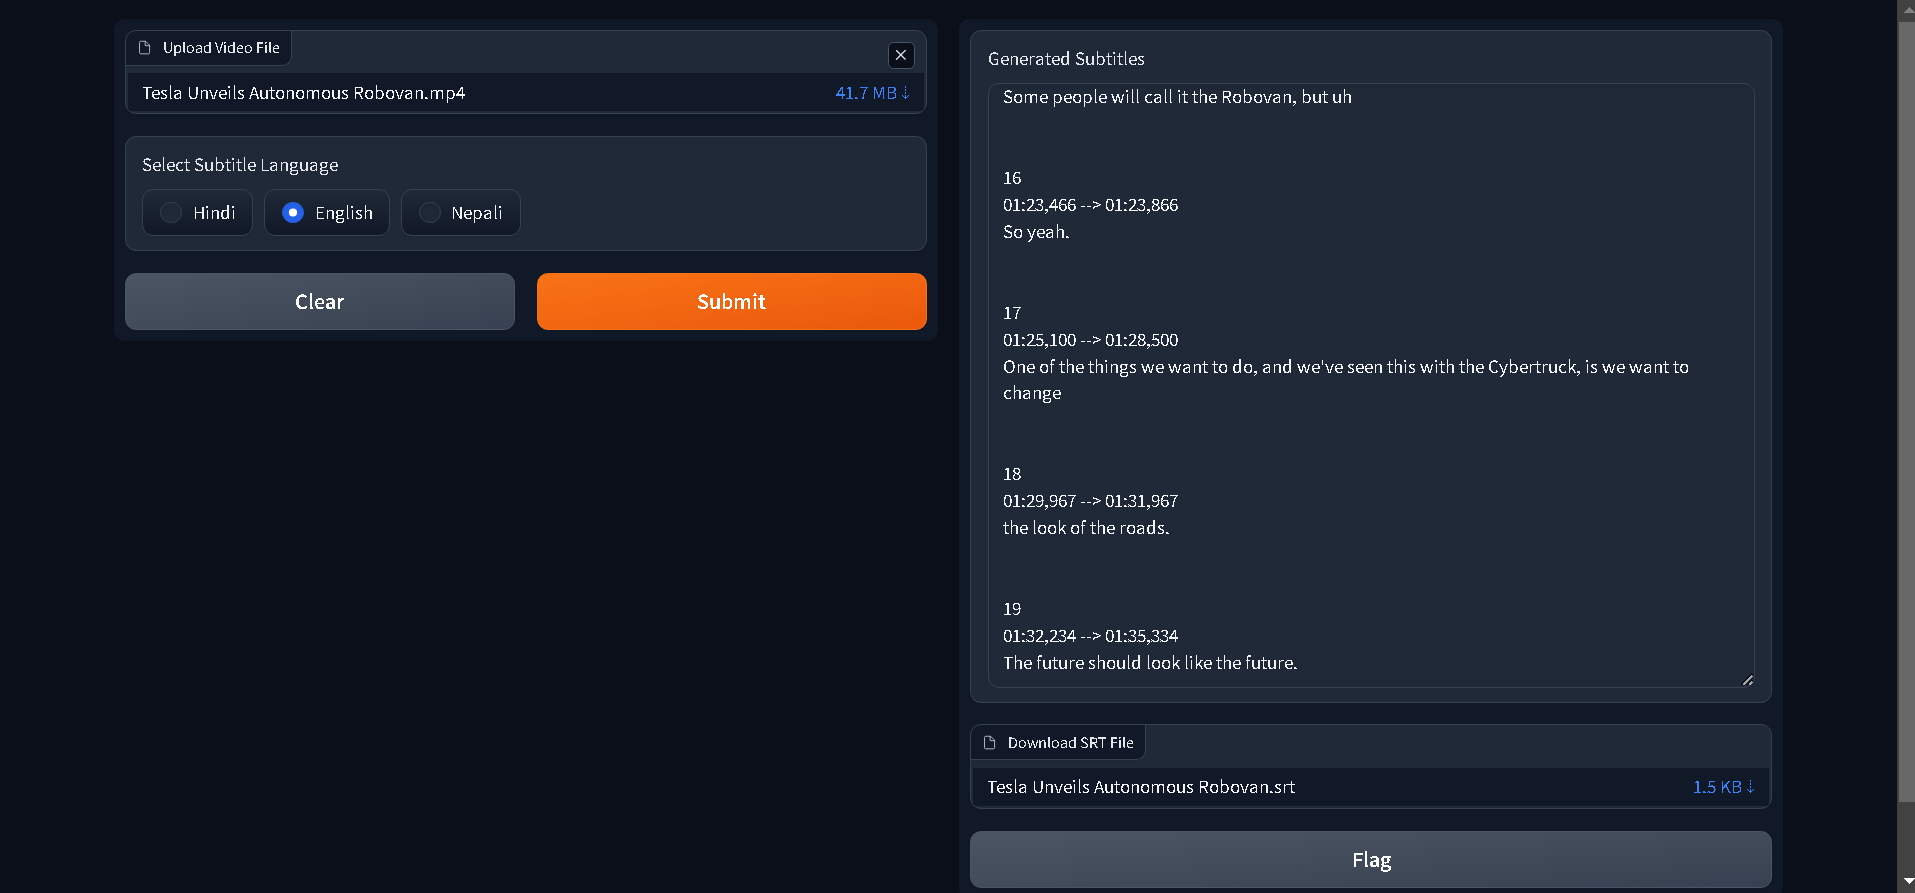 Upload Video File
Tesla Unveils Autonomous Robovan.mp4
41.7 MB ↓
Select Subtitle Language
Hindi
English
Nepali
Clear
Submit
Generated Subtitles
Some people will call it the Robovan, but uh
16
01:23,466 --> 01:23,866
So yeah.
17
01:25,100 --> 01:28,500
One of the things we want to do, and we've seen this with the Cybertruck, is we want to
change
18
01:29,967 --> 01:31,967
the look of the roads.
19
01:32,234 --> 01:35,334
The future should look like the future.
Download SRT File
Tesla Unveils Autonomous Robovan.srt
1.5 KB ↓
Flag